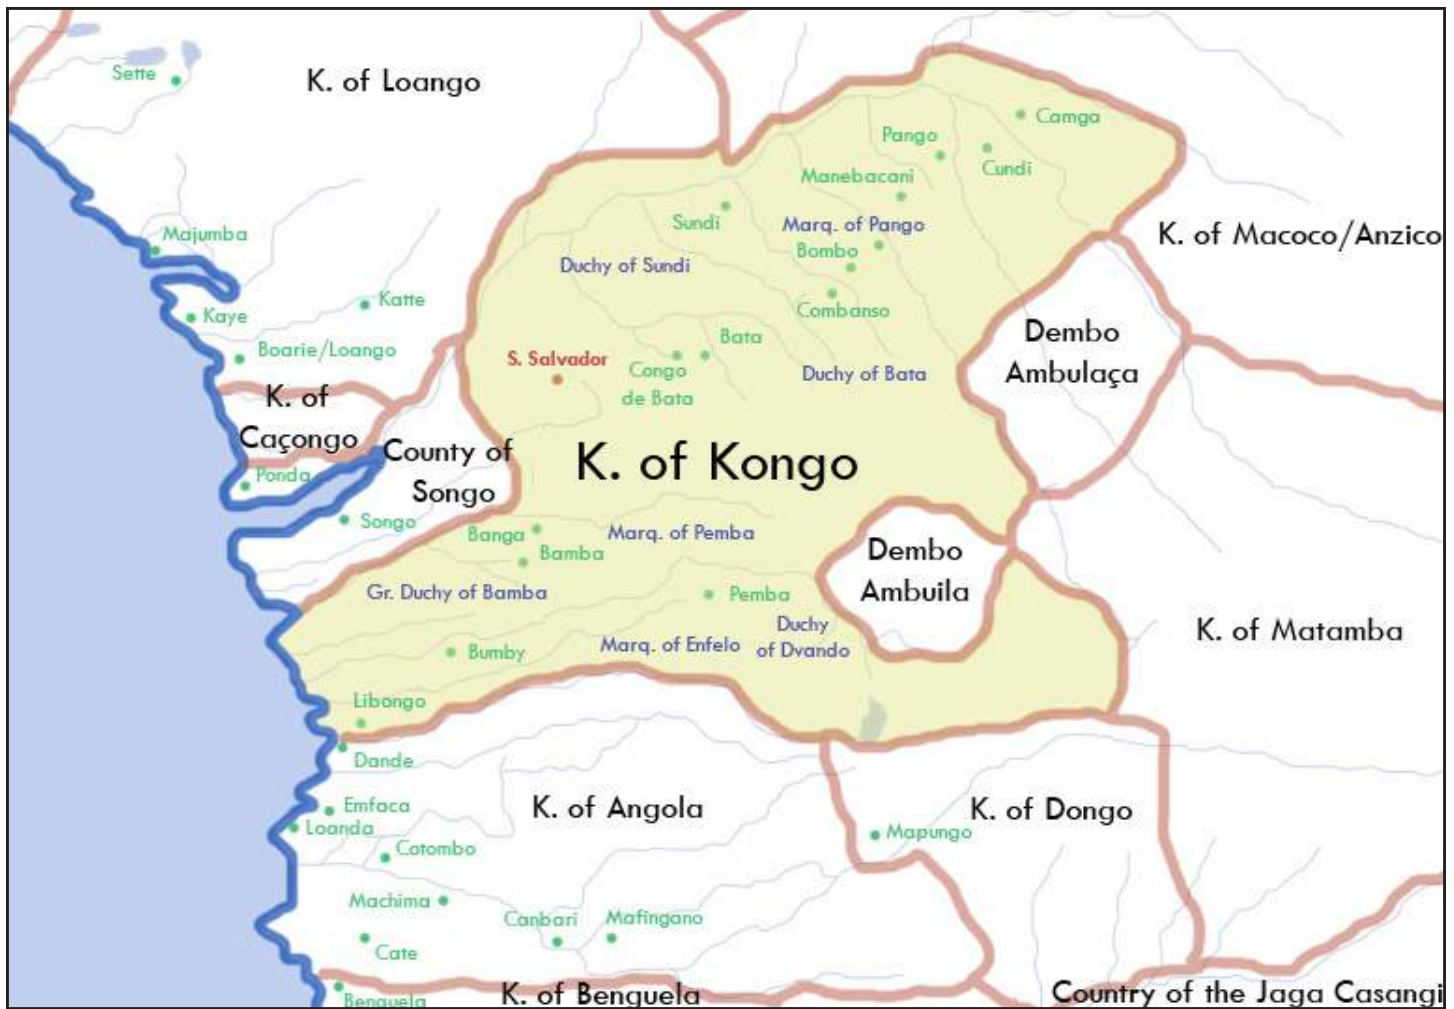 Sette
K. of Loango
Camga
Pango
Cundi
Manebacani
Sundi
Marq. of Pango
Majumba
K. of Macoco/Anzico
Bombo
Duchy of Sundi
Katte
Combanso
Kaye
Dembo
Ambulaça
Bata
Boarie/Loango
S. Salvador
Congo
de Bata
Duchy of Bata
K. of
Caçongo
County of
Songo
K. of Kongo
Ponda
Songo
Banga
Marq. of Pemba
Bamba
Dembo
Ambuila
Gr. Duchy of Bamba
Pemba
Duchy
of Dvando
K. of Matamba
Marq. of Enfelo
Bumby
Libongo
Dande
Emfaca
K. of Angola
K. of Dongo
Loanda
Mapungo
Cotombo
Machima
Canbari
Mafingano
Cate
Benguela
K. of Benguela
Country of the Jaga Casangi